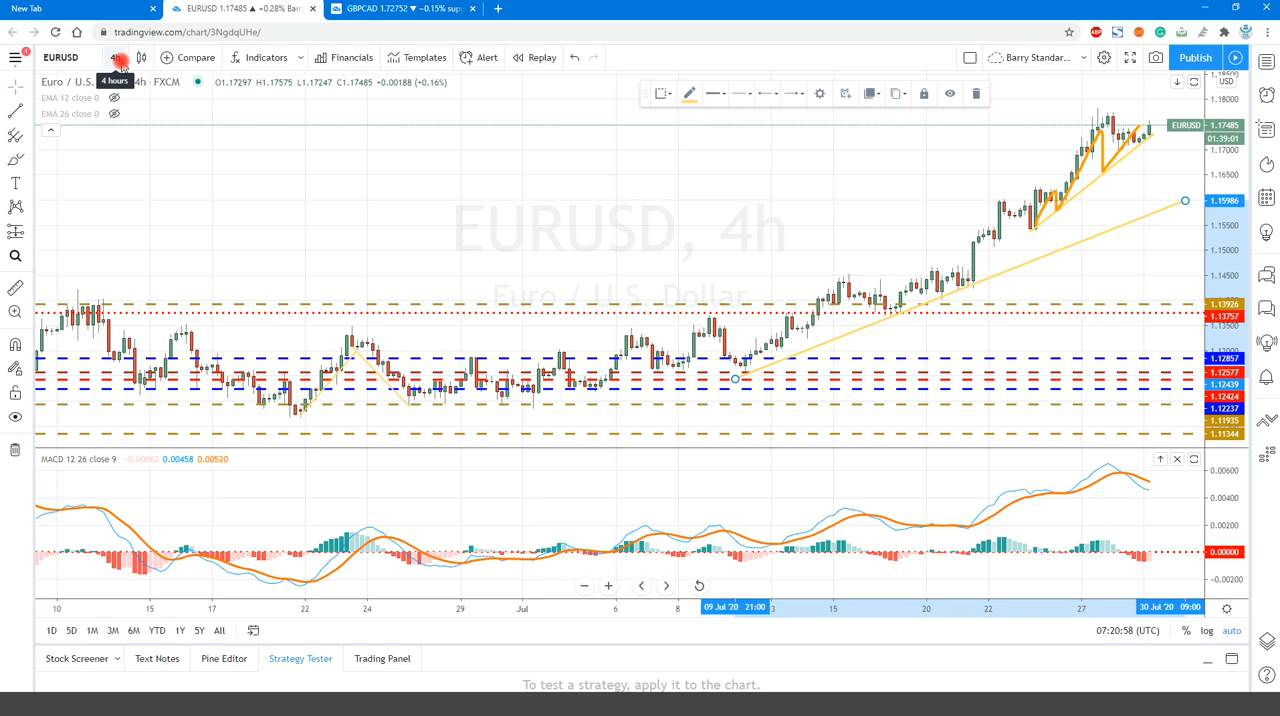 New Tab × EURUSD 1.17485 ▲ +0.28% Bar × GBPCAD 1.72752 ▼ −0.15% sup ×
tradingview.com/chart/3NgdqUHe/
EURUSD Compare Indicators Financials Templates Alert Replay Barry Standar... Publish
4 hours
Euro / U.S. 4h · FXCM O1.17297 H1.17575 L1.17247 C1.17485 +0.00188 (+0.16%)
EMA 12 close 0
EMA 26 close 0
USD
1.18000
EURUSD 1.17485
01:39:01
1.17000
1.16500
1.15986
1.15500
1.15000
1.14500
1.13926
1.13757
1.13500
1.12857
1.12577
1.12439
1.12424
1.12237
1.11935
1.11344
EURUSD, 4h
Euro / U.S. Dollar
MACD 12 26 close 9 −0.00062 0.00458 0.00520
0.00600
0.00400
0.00200
0.00000
−0.00200
10 15 17 22 24 29 Jul 6 8 09 Jul '20 21:00 3 15 20 22 27 30 Jul '20 09:00
1D 5D 1M 3M 6M YTD 1Y 5Y All 07:20:58 (UTC) % log auto
Stock Screener Text Notes Pine Editor Strategy Tester Trading Panel
To test a strategy, apply it to the chart.